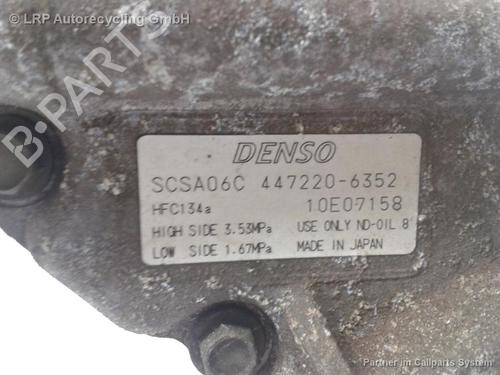 LRP Autorecycling GmbH
B-Parts
DENSO
SCSA06C 447220-6352
HFC134a 10E07158
HIGH SIDE 3.53MPa USE ONLY ND-OIL 8
LOW SIDE 1.67MPa MADE IN JAPAN
Partner im Callparts System